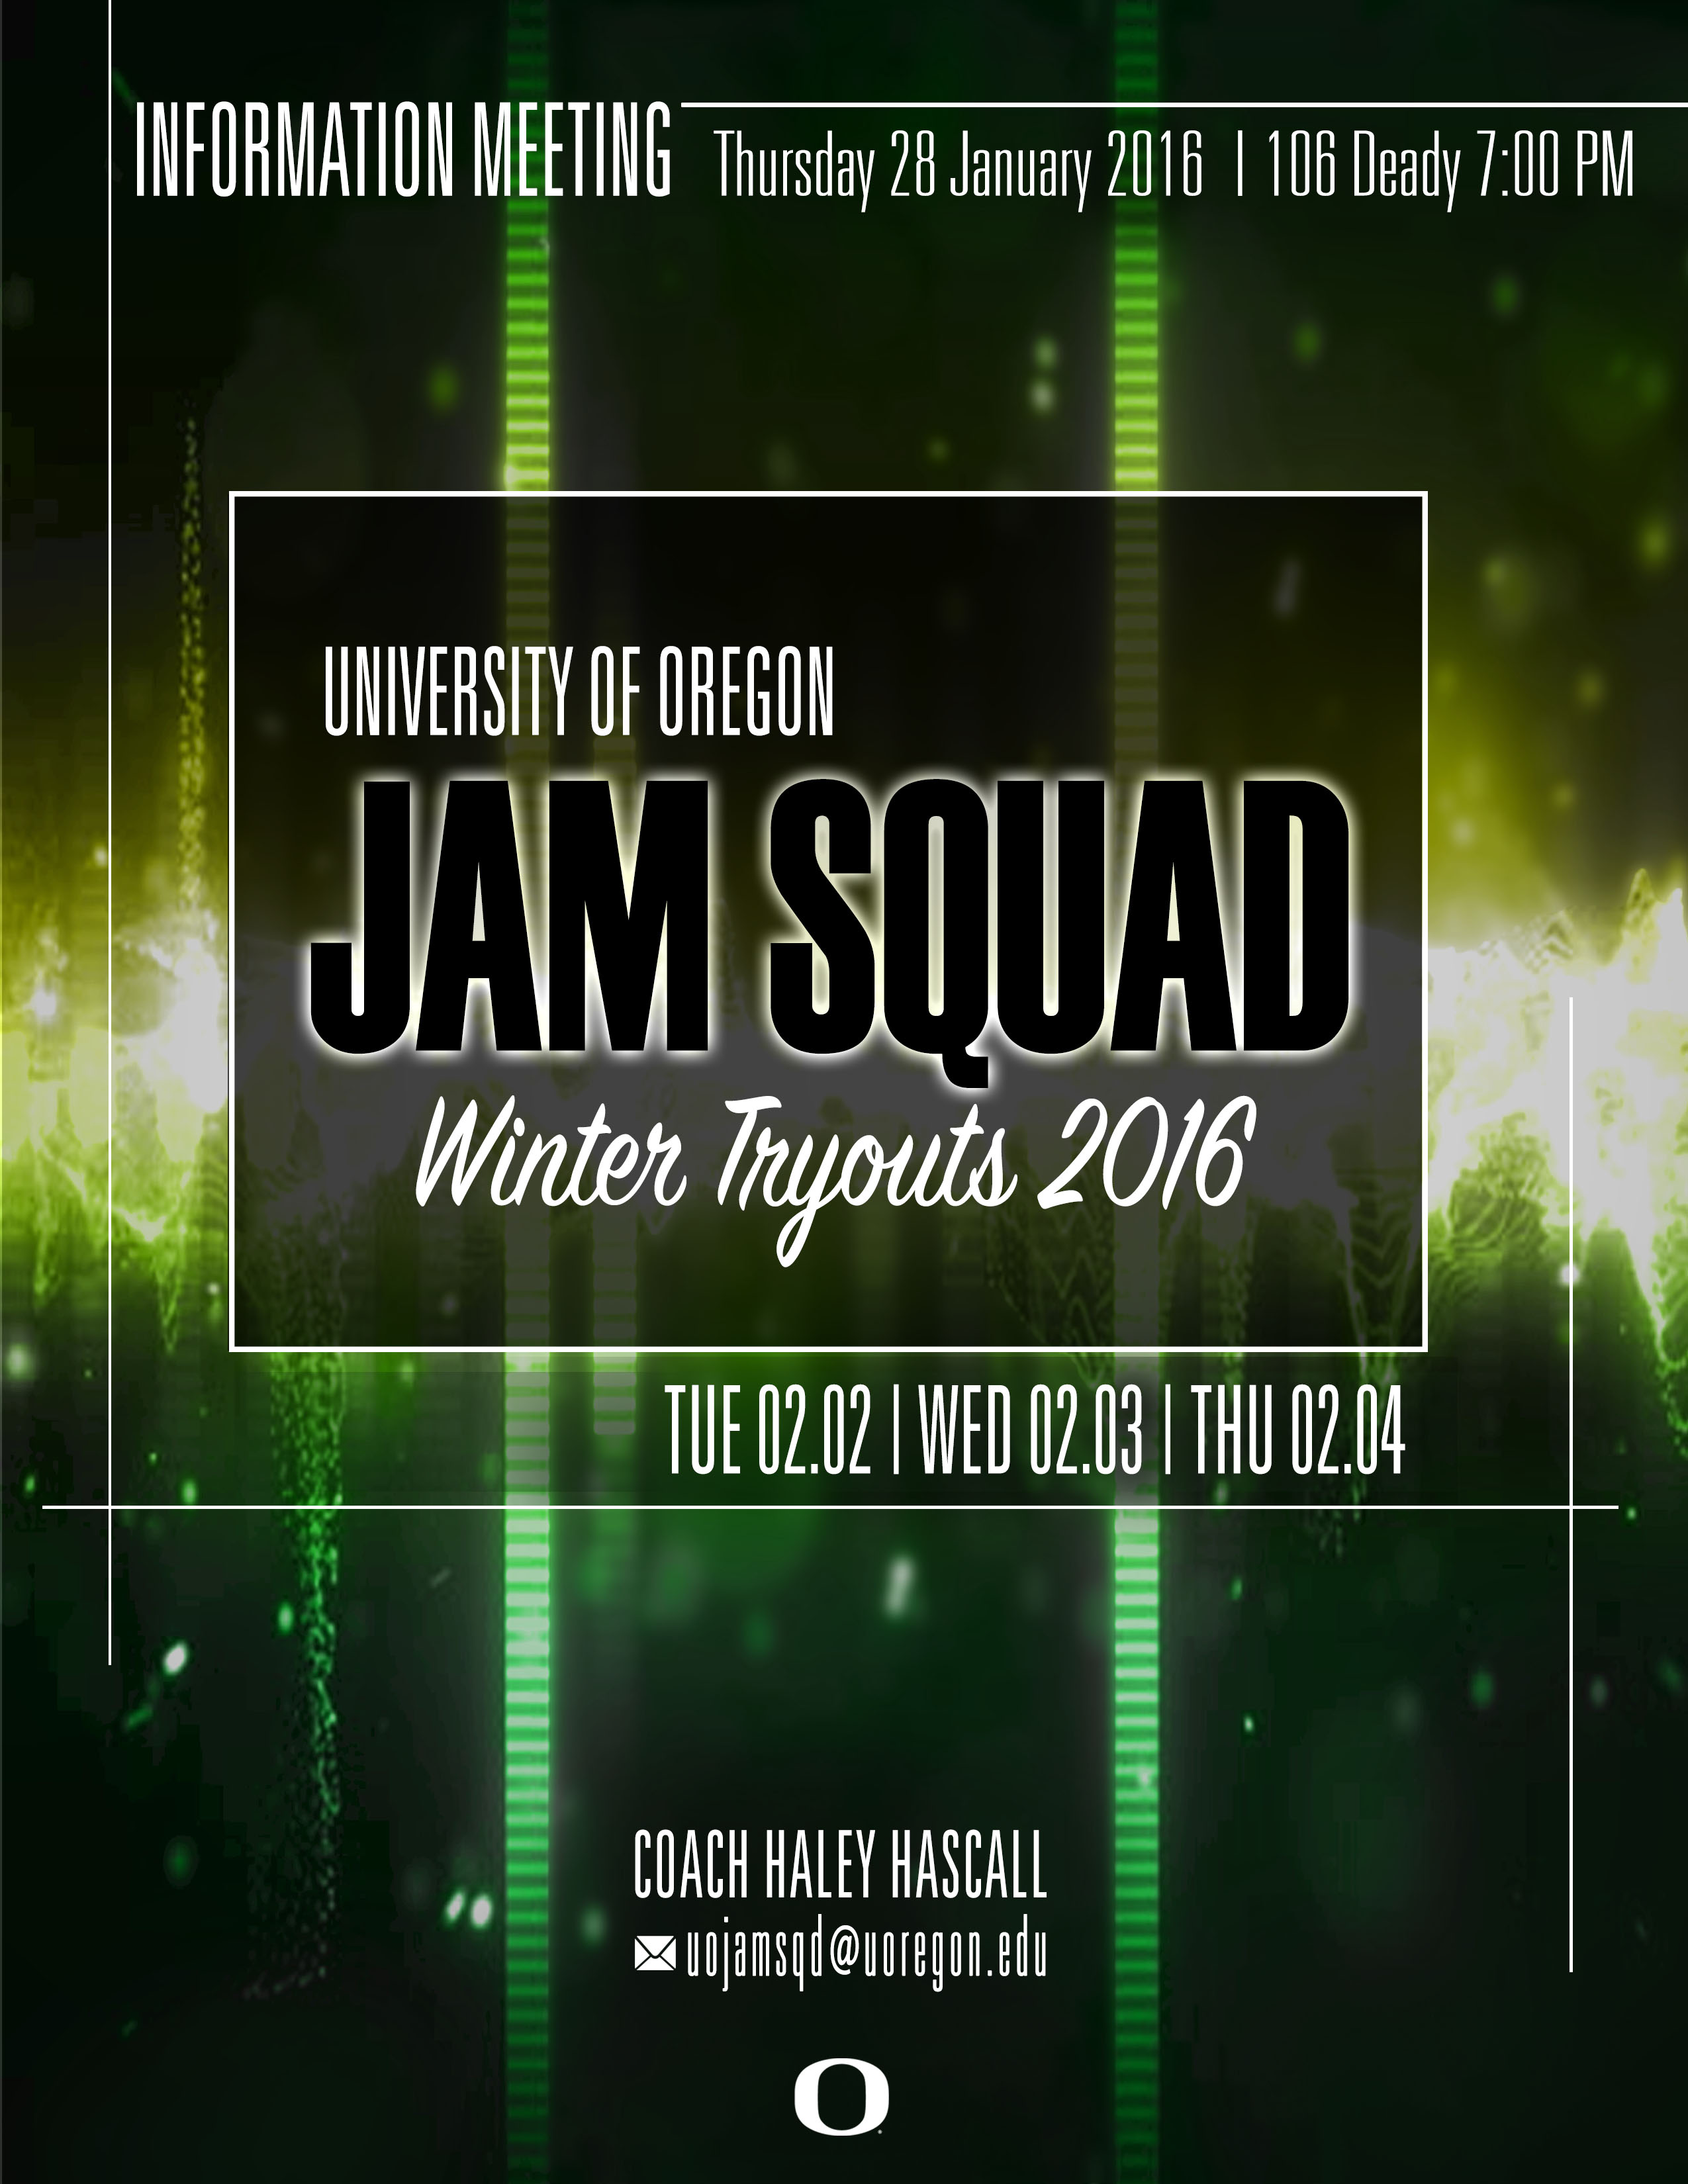 INFORMATION MEETING Thursday 28 January 2016 | 106 Deady 7:00 PM
UNIVERSITY OF OREGON
JAM SQUAD
Winter Tryouts 2016
TUE 02.02 | WED 02.03 | THU 02.04
COACH HALEY HASCALL
uojamsqd@uoregon.edu
O